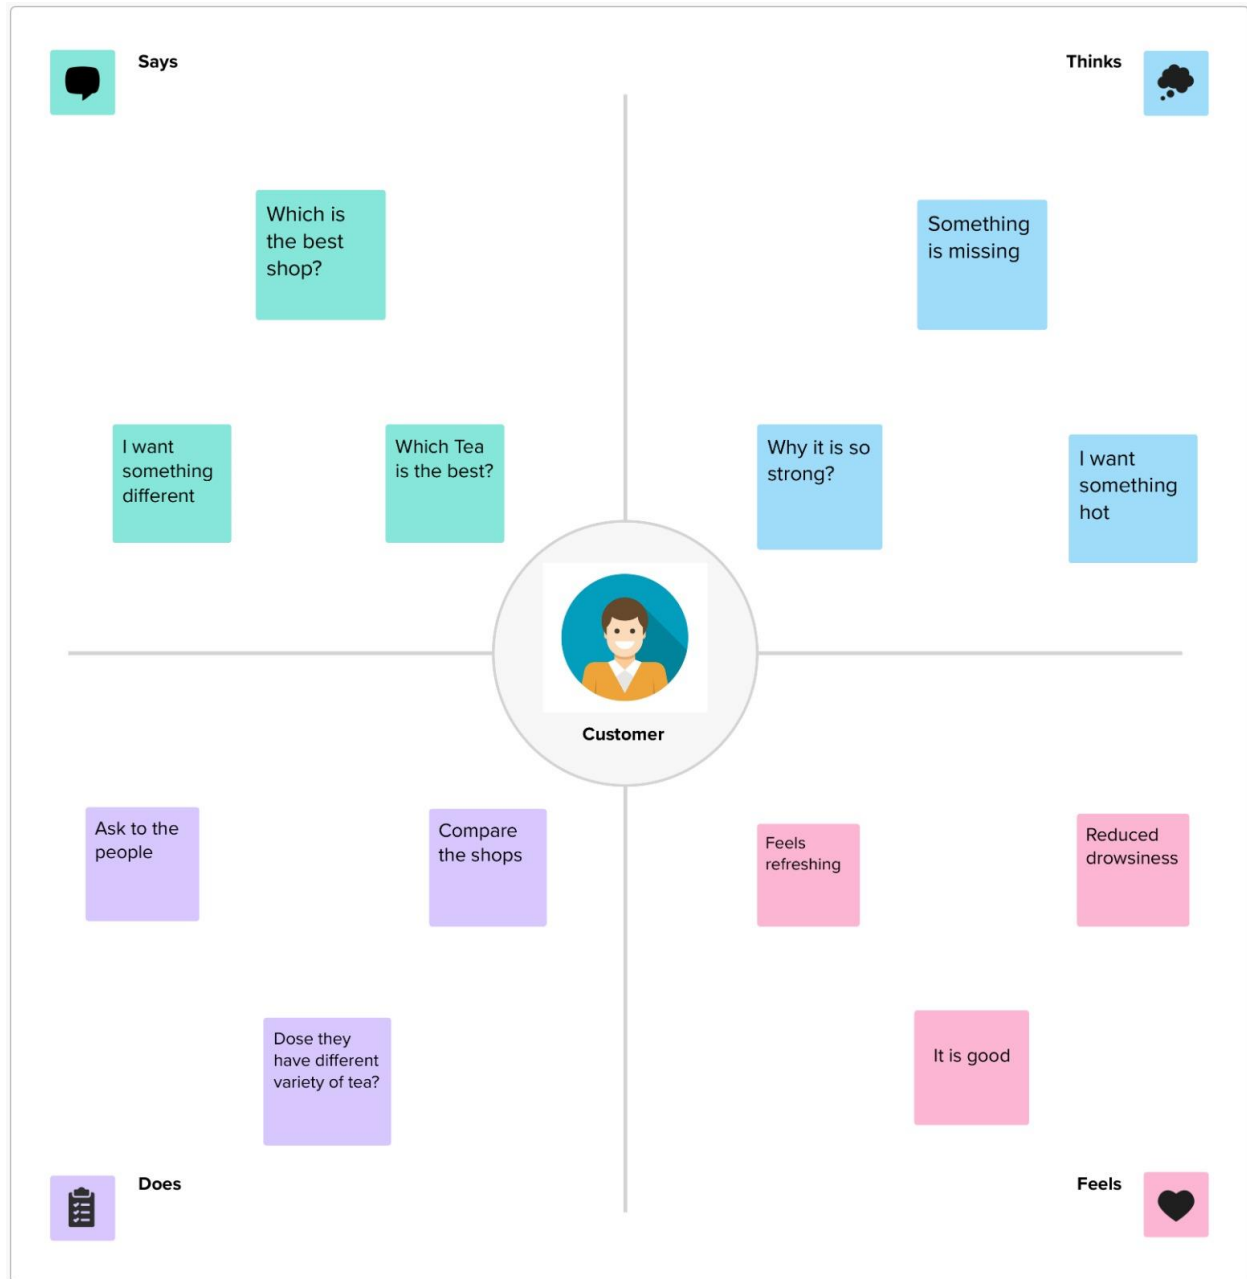 Says
Thinks
Which is
the best
shop?
I want
something
different
Which Tea
is the best?
Something
is missing
Why it is so
strong?
I want
something
hot
Customer
Ask to the
people
Compare
the shops
Dose they
have different
variety of tea?
Feels
refreshing
Reduced
drowsiness
It is good
Does
Feels